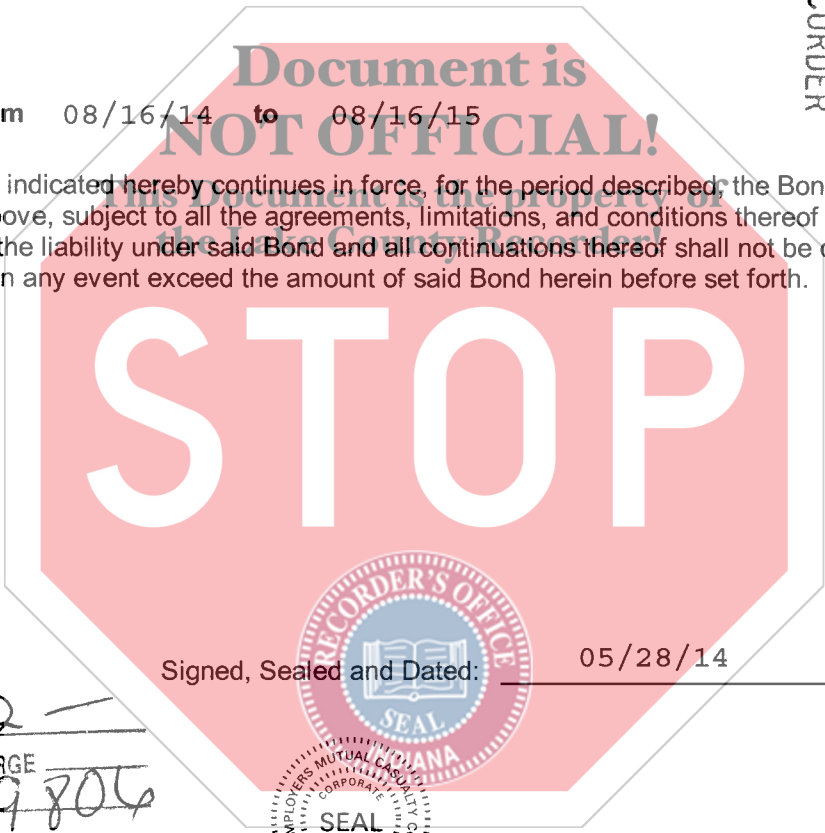 CORDER
Document is
m 08/16/14 to 08/16/15
NOT OFFICIAL!
indicated hereby continues in force, for the period described, the Bon
This Document is the property of
ove, subject to all the agreements, limitations, and conditions thereof
the Lake County Recorder!
the liability under said Bond and all continuations thereof shall not be
n any event exceed the amount of said Bond herein before set forth.
STOP
RECORDER'S OFFICE
SEAL
INDIANA
Signed, Sealed and Dated: 05/28/14
RGE
9806
EMPLOYERS MUTUAL CASUALTY
CORPORATE
SEAL